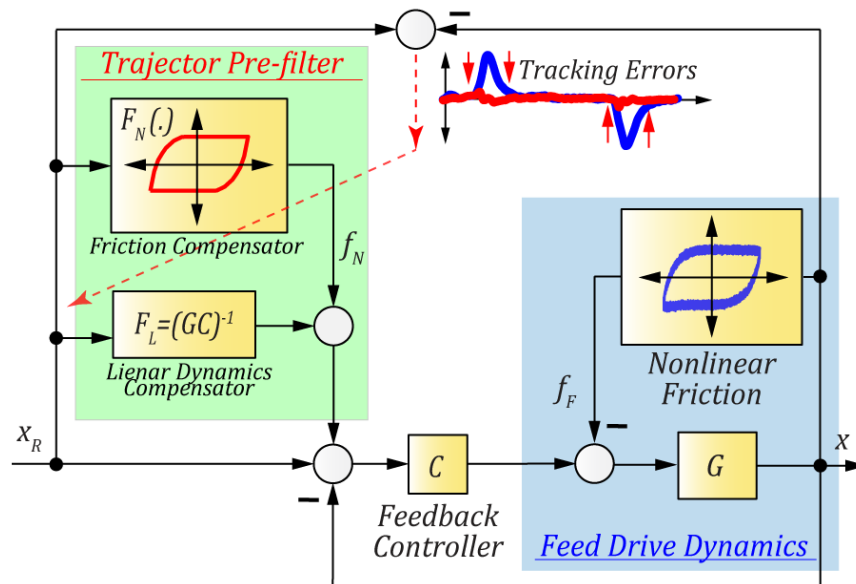 Trajector Pre-filter
Tracking Errors
F_N(.)
Friction Compensator
f_N
F_L=(GC)^-1
Lienar Dynamics
Compensator
Nonlinear
Friction
f_F
x_R
x
C
G
Feedback
Controller
Feed Drive Dynamics